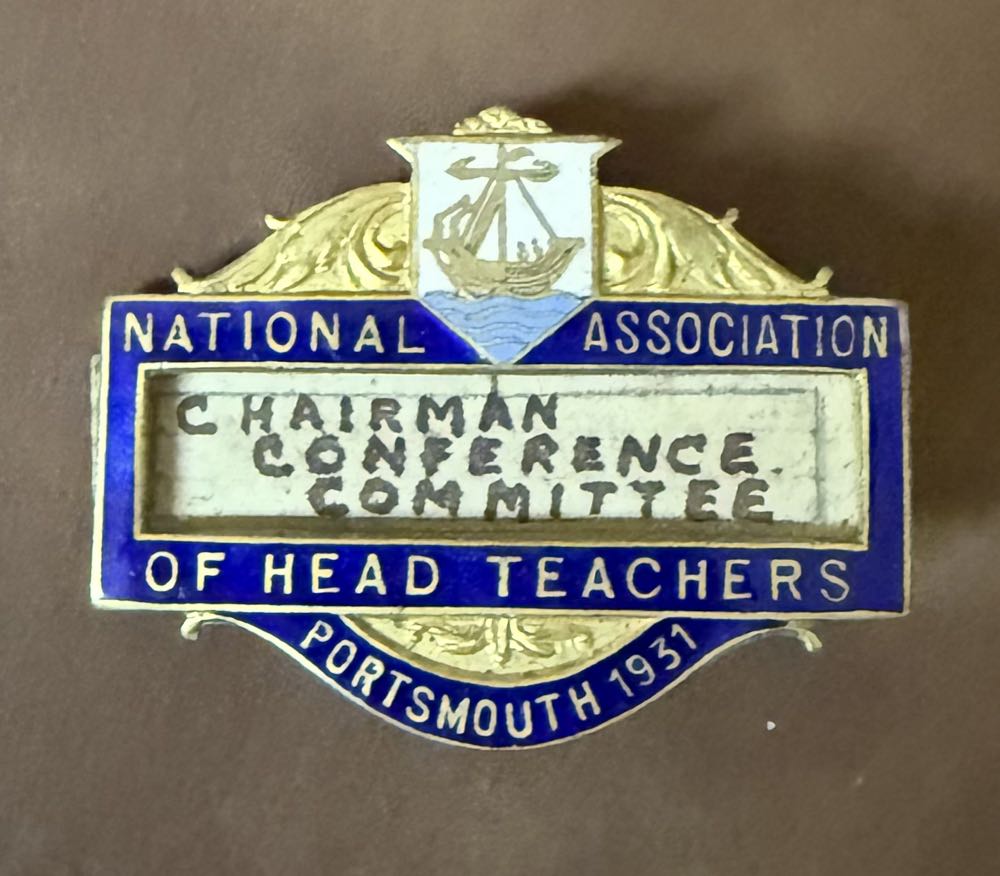 NATIONAL ASSOCIATION
CHAIRMAN
CONFERENCE.
COMMITTEE
OF HEAD TEACHERS
PORTSMOUTH 1931